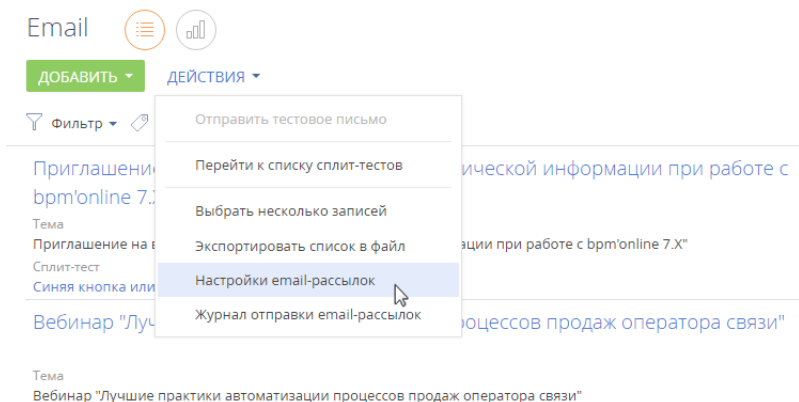 Email
ДОБАВИТЬ ДЕЙСТВИЯ
Фильтр
Отправить тестовое письмо
Перейти к списку сплит-тестов
Выбрать несколько записей
Экспортировать список в файл
Настройки email-рассылок
Журнал отправки email-рассылок
Приглашени ической информации при работе с
bpm'online 7.
Тема
Приглашение на в ации при работе с bpm'online 7.X"
Сплит-тест
Синяя кнопка или
Вебинар "Луч оцессов продаж оператора связи"
Тема
Вебинар "Лучшие практики автоматизации процессов продаж оператора связи"